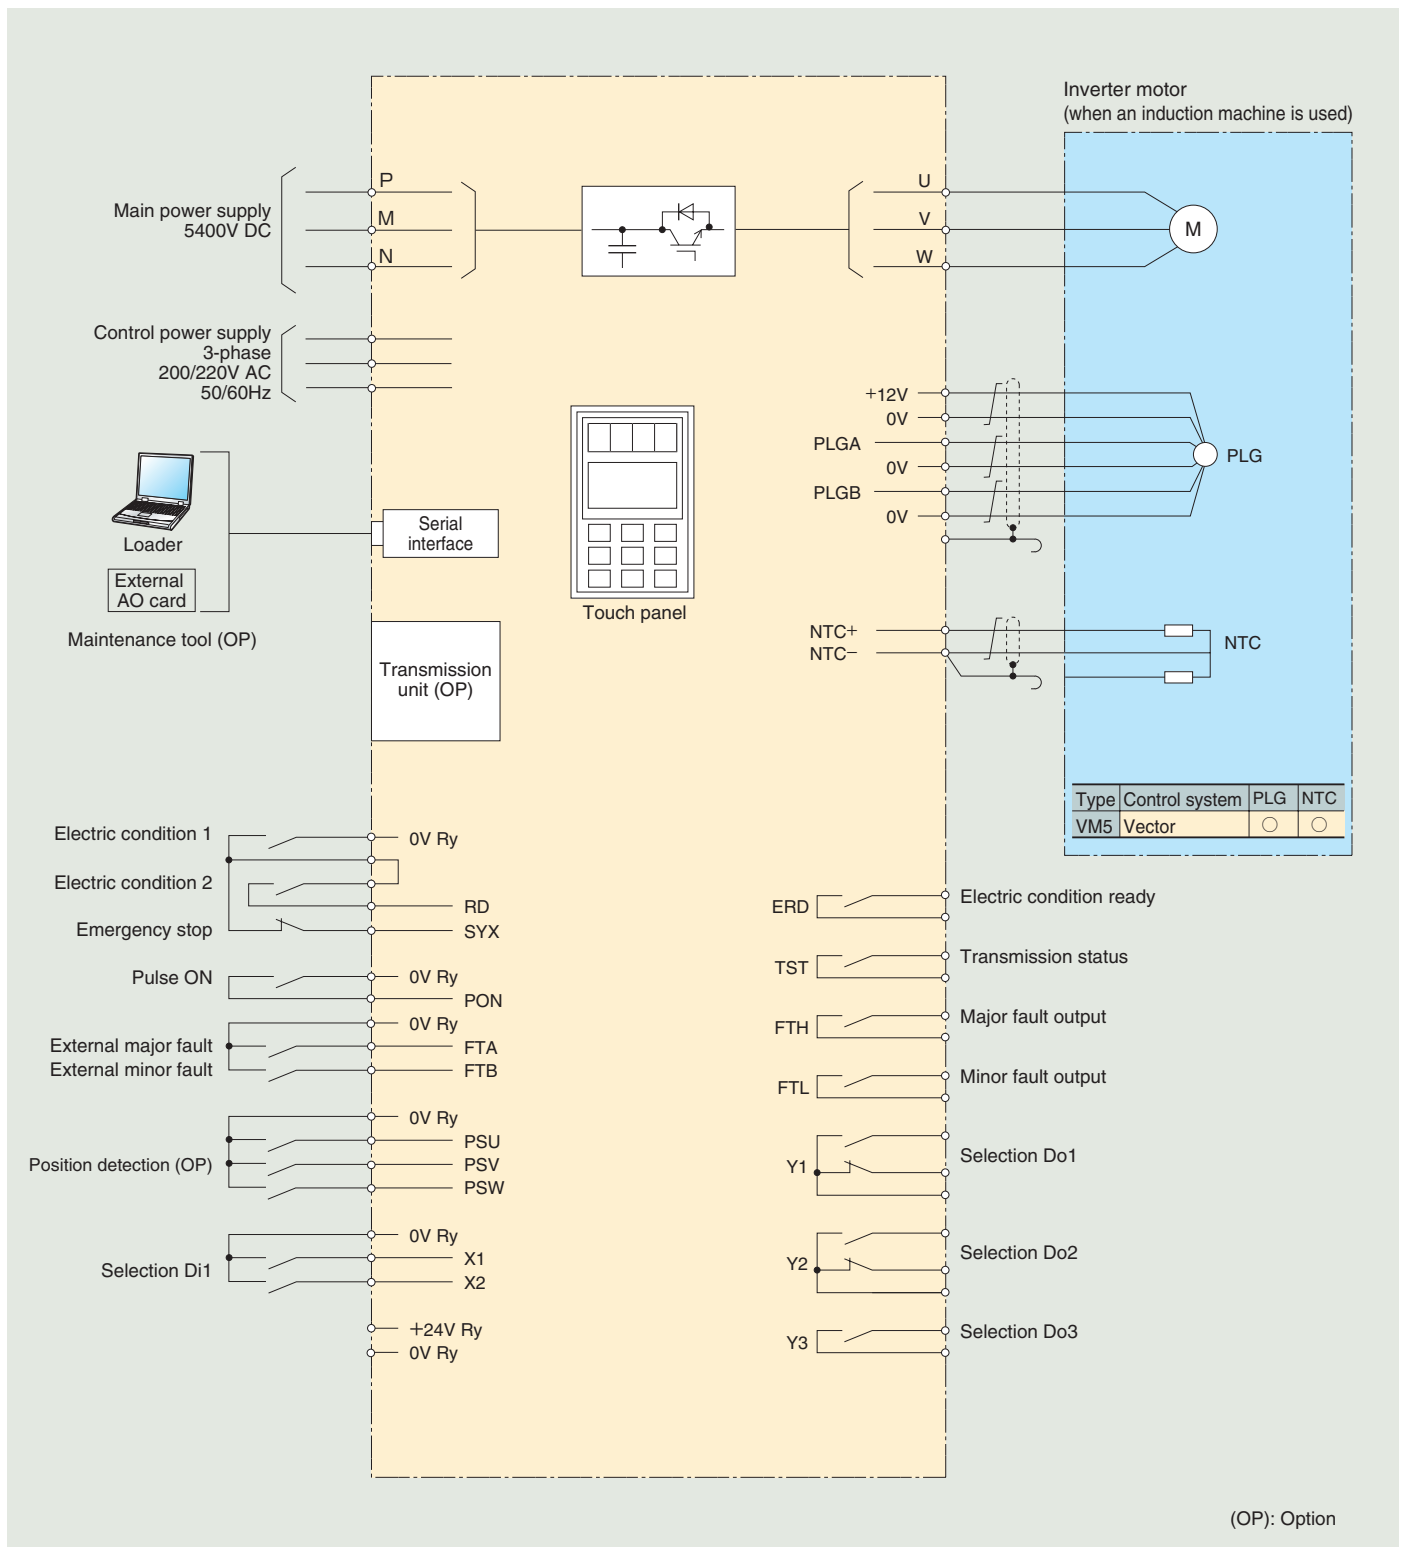 Inverter motor
(when an induction machine is used)
Main power supply
5400V DC
P
M
N
U
V
W
M
Control power supply
3-phase
200/220V AC
50/60Hz
+12V
0V
PLGA
0V
PLGB
0V
PLG
Loader
External
AO card
Maintenance tool (OP)
Serial
interface
Touch panel
Transmission
unit (OP)
NTC+
NTC−
NTC
Type Control system PLG NTC
VM5 Vector ○ ○
Electric condition 1
0V Ry
Electric condition 2
RD
Emergency stop
SYX
Pulse ON
0V Ry
PON
0V Ry
External major fault
FTA
External minor fault
FTB
0V Ry
PSU
Position detection (OP)
PSV
PSW
0V Ry
X1
Selection Di1
X2
+24V Ry
0V Ry
ERD
Electric condition ready
TST
Transmission status
FTH
Major fault output
FTL
Minor fault output
Y1
Selection Do1
Y2
Selection Do2
Y3
Selection Do3
(OP): Option